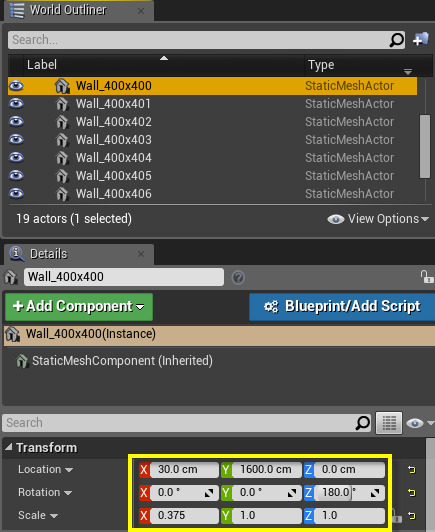 World Outliner
Search...
Label Type
Wall_400x400 StaticMeshActor
Wall_400x401 StaticMeshActor
Wall_400x402 StaticMeshActor
Wall_400x403 StaticMeshActor
Wall_400x404 StaticMeshActor
Wall_400x405 StaticMeshActor
Wall_400x406 StaticMeshActor
19 actors (1 selected) View Options
Details
Wall_400x400
+Add Component Blueprint/Add Script
Wall_400x400(Instance)
StaticMeshComponent (Inherited)
Search
Transform
Location X 30.0 cm Y 1600.0 cm Z 0.0 cm
Rotation X 0.0 ° Y 0.0 ° Z 180.0 °
Scale X 0.375 Y 1.0 Z 1.0